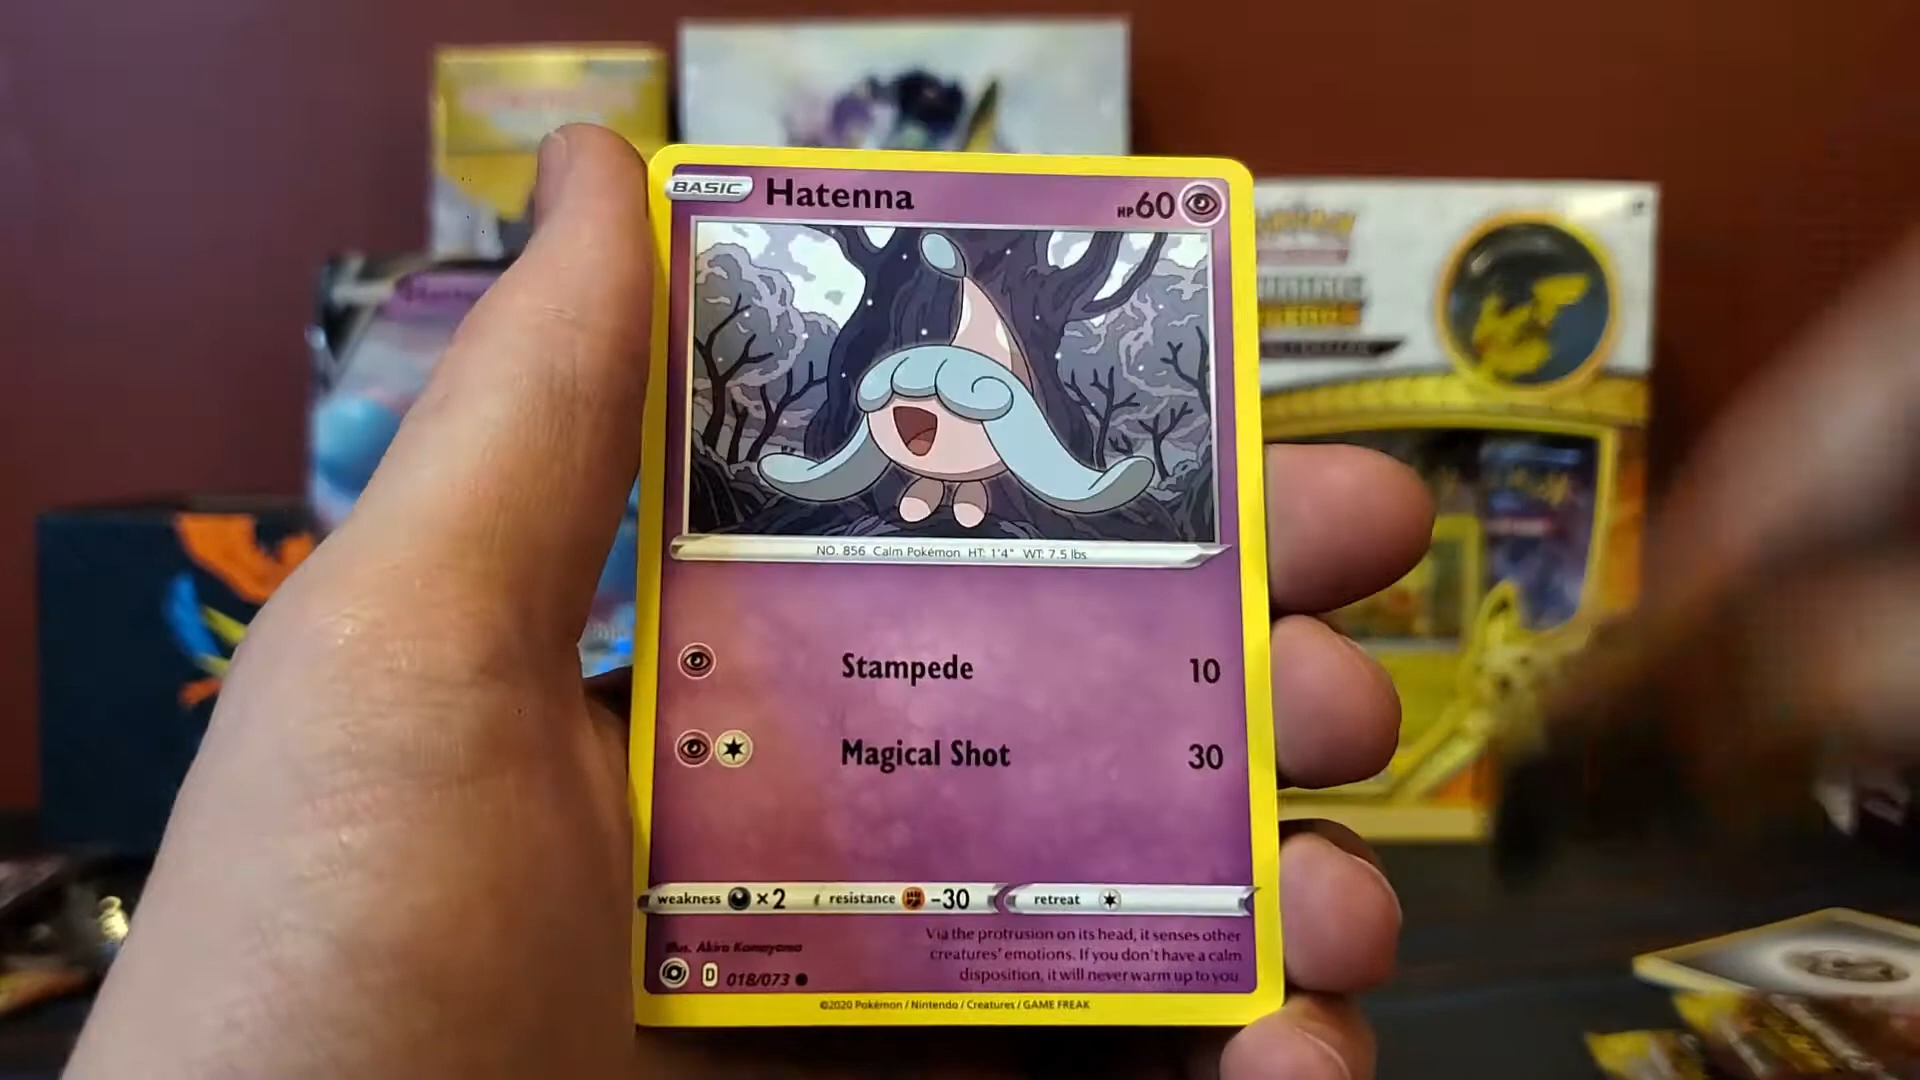 BASIC Hatenna HP60
NO. 856 Calm Pokémon HT: 1'4" WT: 7.5 lbs
Stampede 10
Magical Shot 30
weakness ×2 resistance -30 retreat
Via the protrusion on its head, it senses other
creatures' emotions. If you don't have a calm
disposition, it will never warm up to you.
Illus. Akira Komayama
D 018/073
©2020 Pokémon / Nintendo / Creatures / GAME FREAK